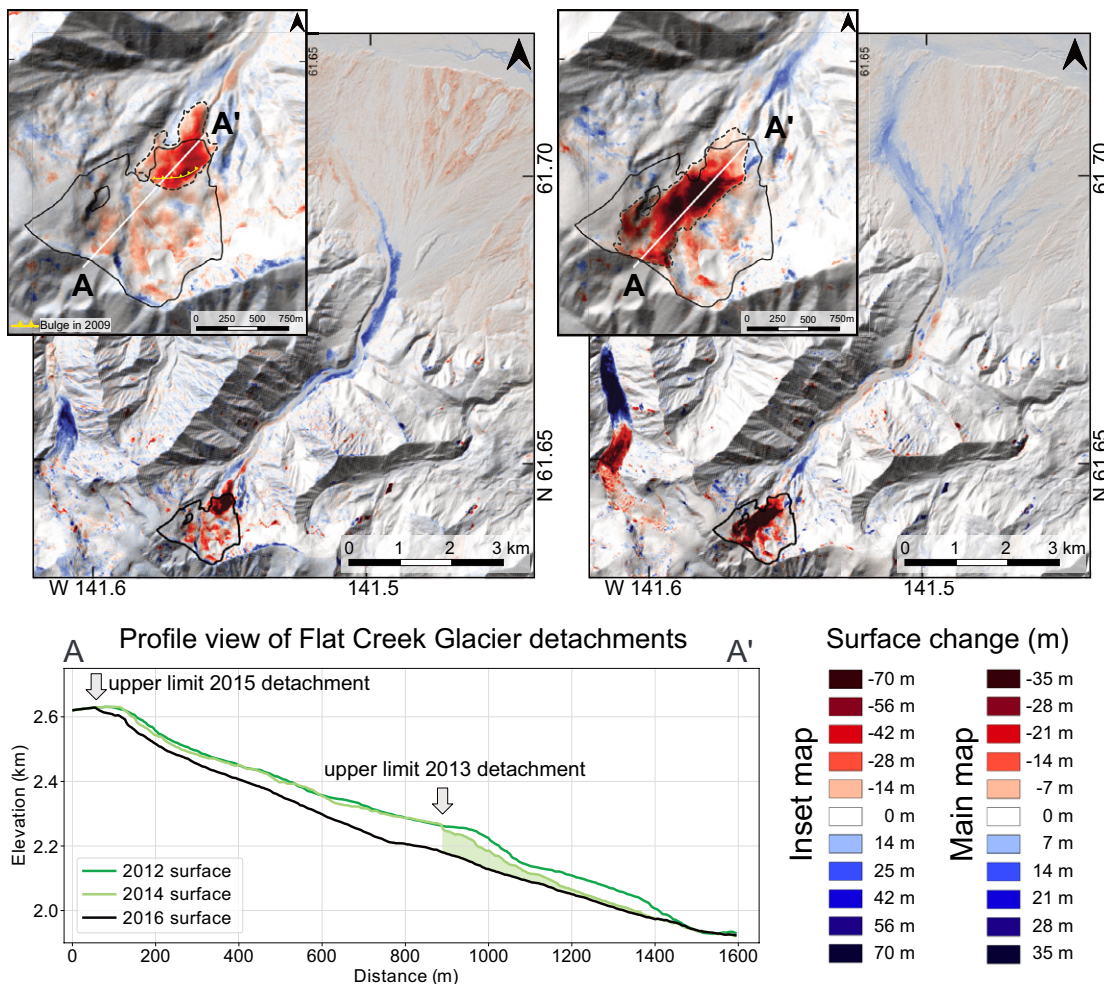 61.65
A'
A
Bulge in 2009
0 250 500 750m
61.70
N 61.65
0 1 2 3 km
W 141.6
141.5
61.65
A'
A
0 250 500 750m
61.70
N 61.65
0 1 2 3 km
W 141.6
141.5
Profile view of Flat Creek Glacier detachments
A
A'
upper limit 2015 detachment
upper limit 2013 detachment
Elevation (km)
2.6
2.4
2.2
2.0
2012 surface
2014 surface
2016 surface
0 200 400 600 800 1000 1200 1400 1600
Distance (m)
Surface change (m)
Inset map
-70 m
-56 m
-42 m
-28 m
-14 m
0 m
14 m
25 m
42 m
56 m
70 m
Main map
-35 m
-28 m
-21 m
-14 m
-7 m
0 m
7 m
14 m
21 m
28 m
35 m